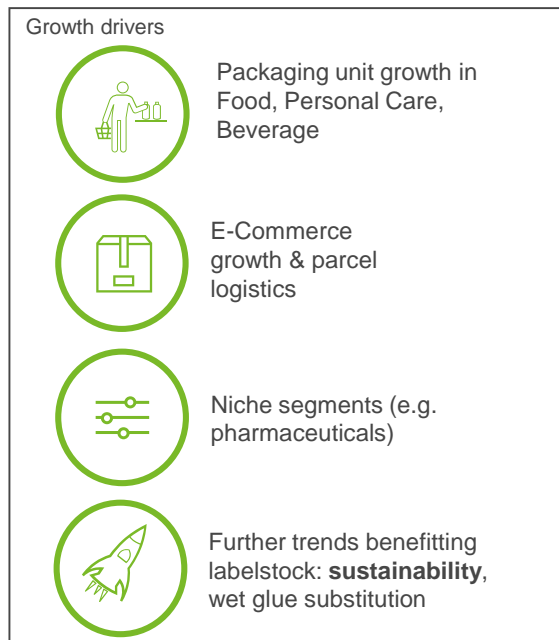 Growth drivers
Packaging unit growth in
Food, Personal Care,
Beverage
E-Commerce
growth & parcel
logistics
Niche segments (e.g.
pharmaceuticals)
Further trends benefitting
labelstock: sustainability,
wet glue substitution